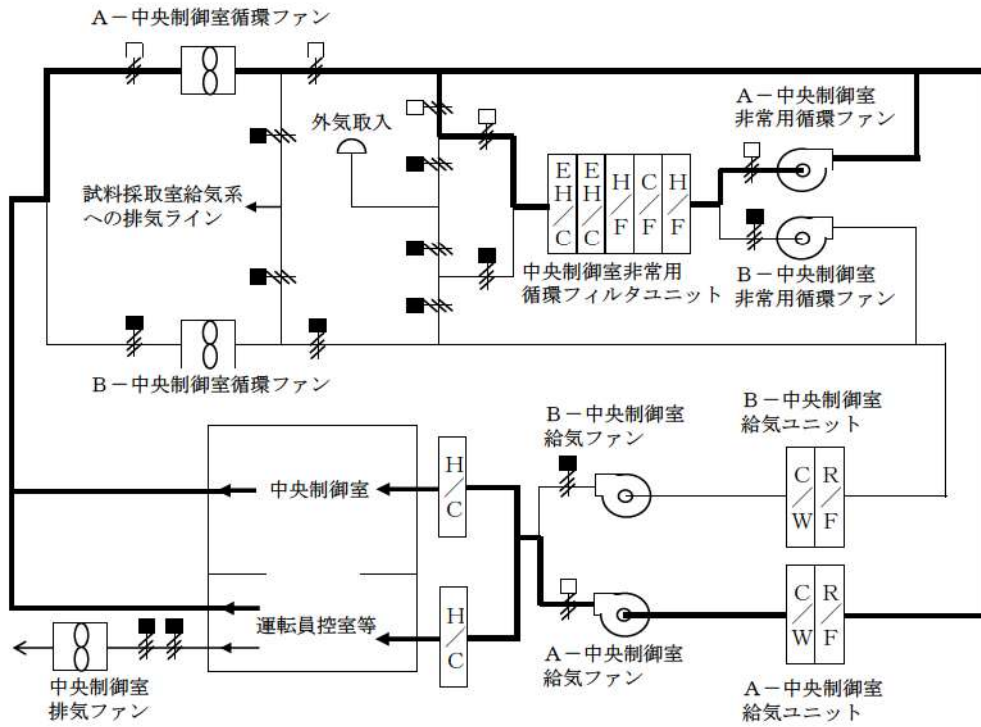 A－中央制御室循環ファン
外気取入
A－中央制御室
非常用循環ファン
試料採取室給気系
への排気ライン
EH/C
EH/C
H/F
C/F
H/F
中央制御室非常用
循環フィルタユニット
B－中央制御室
非常用循環ファン
B－中央制御室循環ファン
B－中央制御室
給気ファン
B－中央制御室
給気ユニット
中央制御室
H/C
C/W
R/F
運転員控室等
H/C
C/W
R/F
A－中央制御室
給気ファン
中央制御室
排気ファン
A－中央制御室
給気ユニット